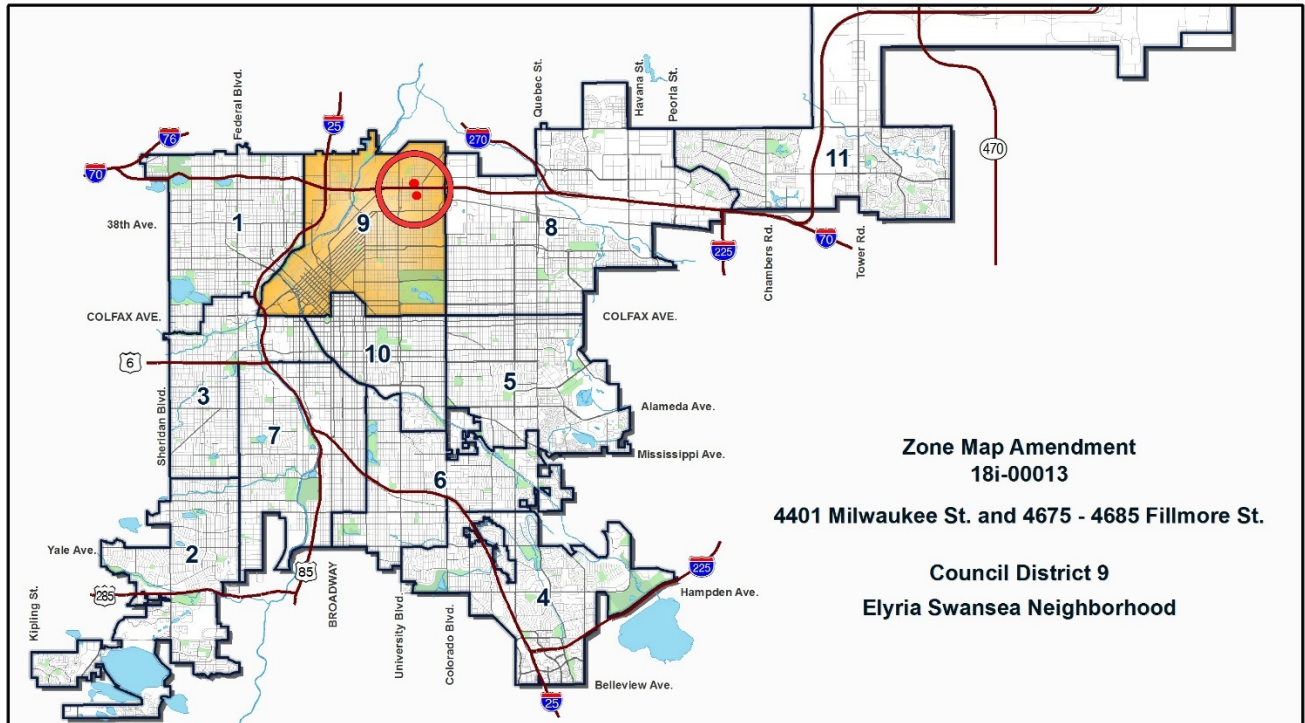 Federal Blvd.
Quebec St.
Havana St.
Peoria St.
76
25
270
470
70
11
38th Ave.
1
9
8
225
Chambers Rd.
70
Tower Rd.
COLFAX AVE.
COLFAX AVE.
10
6
3
5
Sheridan Blvd.
Alameda Ave.
7
Mississippi Ave.
6
Zone Map Amendment
18i-00013
4401 Milwaukee St. and 4675 - 4685 Fillmore St.
Yale Ave.
2
85
225
Council District 9
285
BROADWAY
University Blvd.
Colorado Blvd.
4
Hampden Ave.
Elyria Swansea Neighborhood
Kipling St.
25
Belleview Ave.